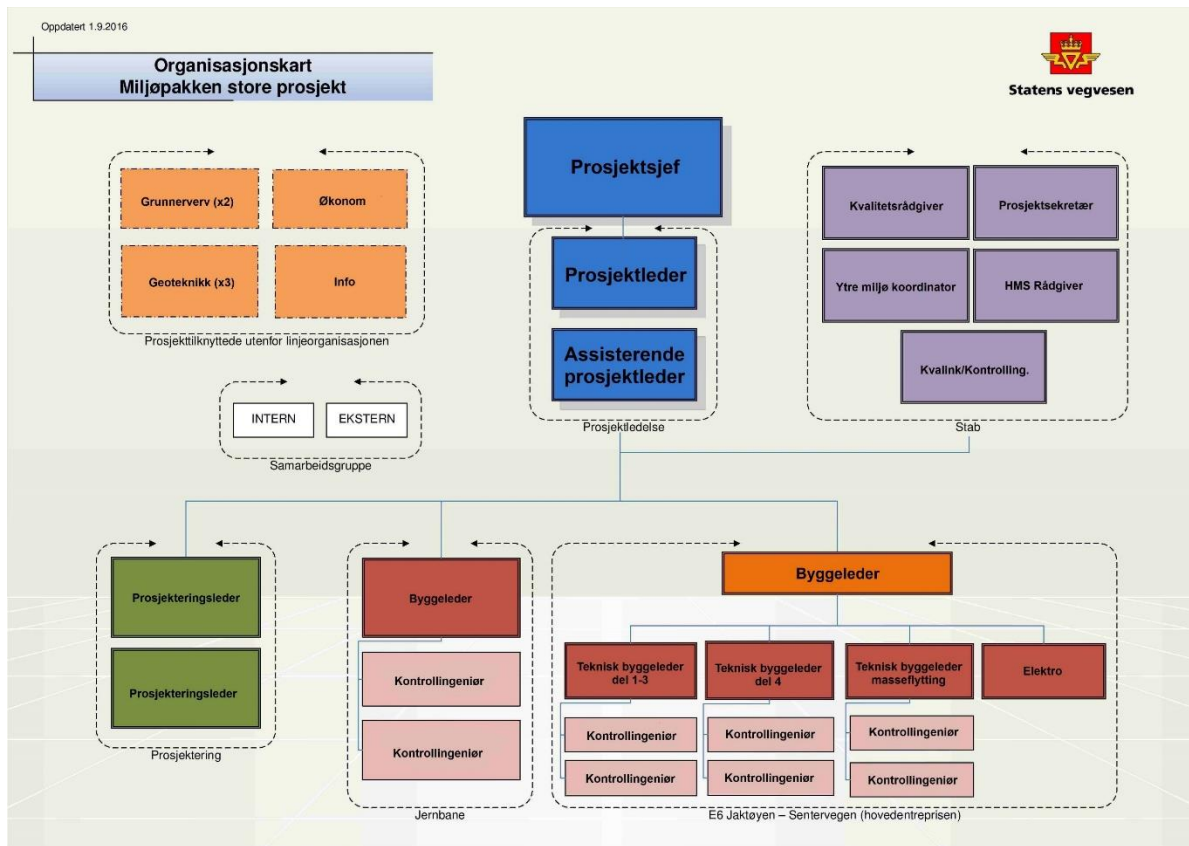 Oppdatert 1.9.2016
Organisasjonskart
Miljøpakken store prosjekt
Statens vegvesen
Grunnerverv (x2)
Økonom
Geoteknikk (x3)
Info
Prosjekttilknyttede utenfor linjeorganisasjonen
INTERN
EKSTERN
Samarbeidsgruppe
Prosjektsjef
Prosjektleder
Assisterende
prosjektleder
Prosjektledelse
Kvalitetsrådgiver
Prosjektsekretær
Ytre miljø koordinator
HMS Rådgiver
Kvalink/Kontrolling.
Stab
Prosjekteringsleder
Prosjekteringsleder
Prosjektering
Byggeleder
Kontrollingeniør
Kontrollingeniør
Jernbane
Byggeleder
Teknisk byggeleder
del 1-3
Kontrollingeniør
Kontrollingeniør
Teknisk byggeleder
del 4
Kontrollingeniør
Kontrollingeniør
Teknisk byggeleder
masseflytting
Kontrollingeniør
Kontrollingeniør
Elektro
E6 Jaktøyen – Sentervegen (hovedentreprisen)